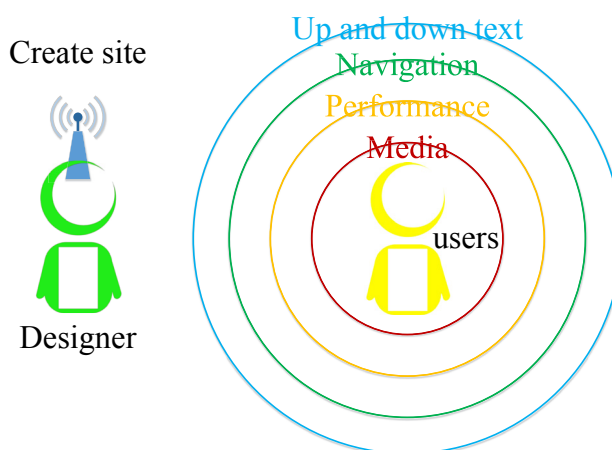 Create site
Designer
Up and down text
Navigation
Performance
Media
users